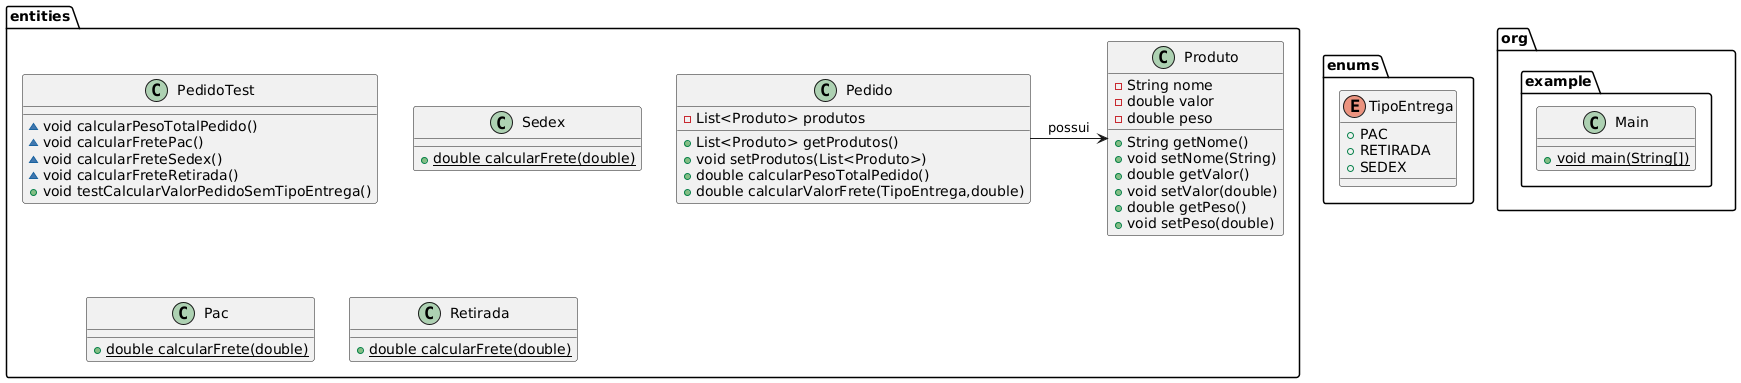 entities
C PedidoTest
void calcularPesoTotalPedido()
void calcularFretePac()
void calcularFreteSedex()
void calcularFreteRetirada()
void testCalcularValorPedidoSemTipoEntrega()
C Sedex
double calcularFrete(double)
C Pedido
List<Produto> produtos
List<Produto> getProdutos()
void setProdutos(List<Produto>)
double calcularPesoTotalPedido()
double calcularValorFrete(TipoEntrega,double)
possui
C Produto
String nome
double valor
double peso
String getNome()
void setNome(String)
double getValor()
void setValor(double)
double getPeso()
void setPeso(double)
C Pac
double calcularFrete(double)
C Retirada
double calcularFrete(double)
enums
E TipoEntrega
PAC
RETIRADA
SEDEX
org
example
C Main
void main(String[])